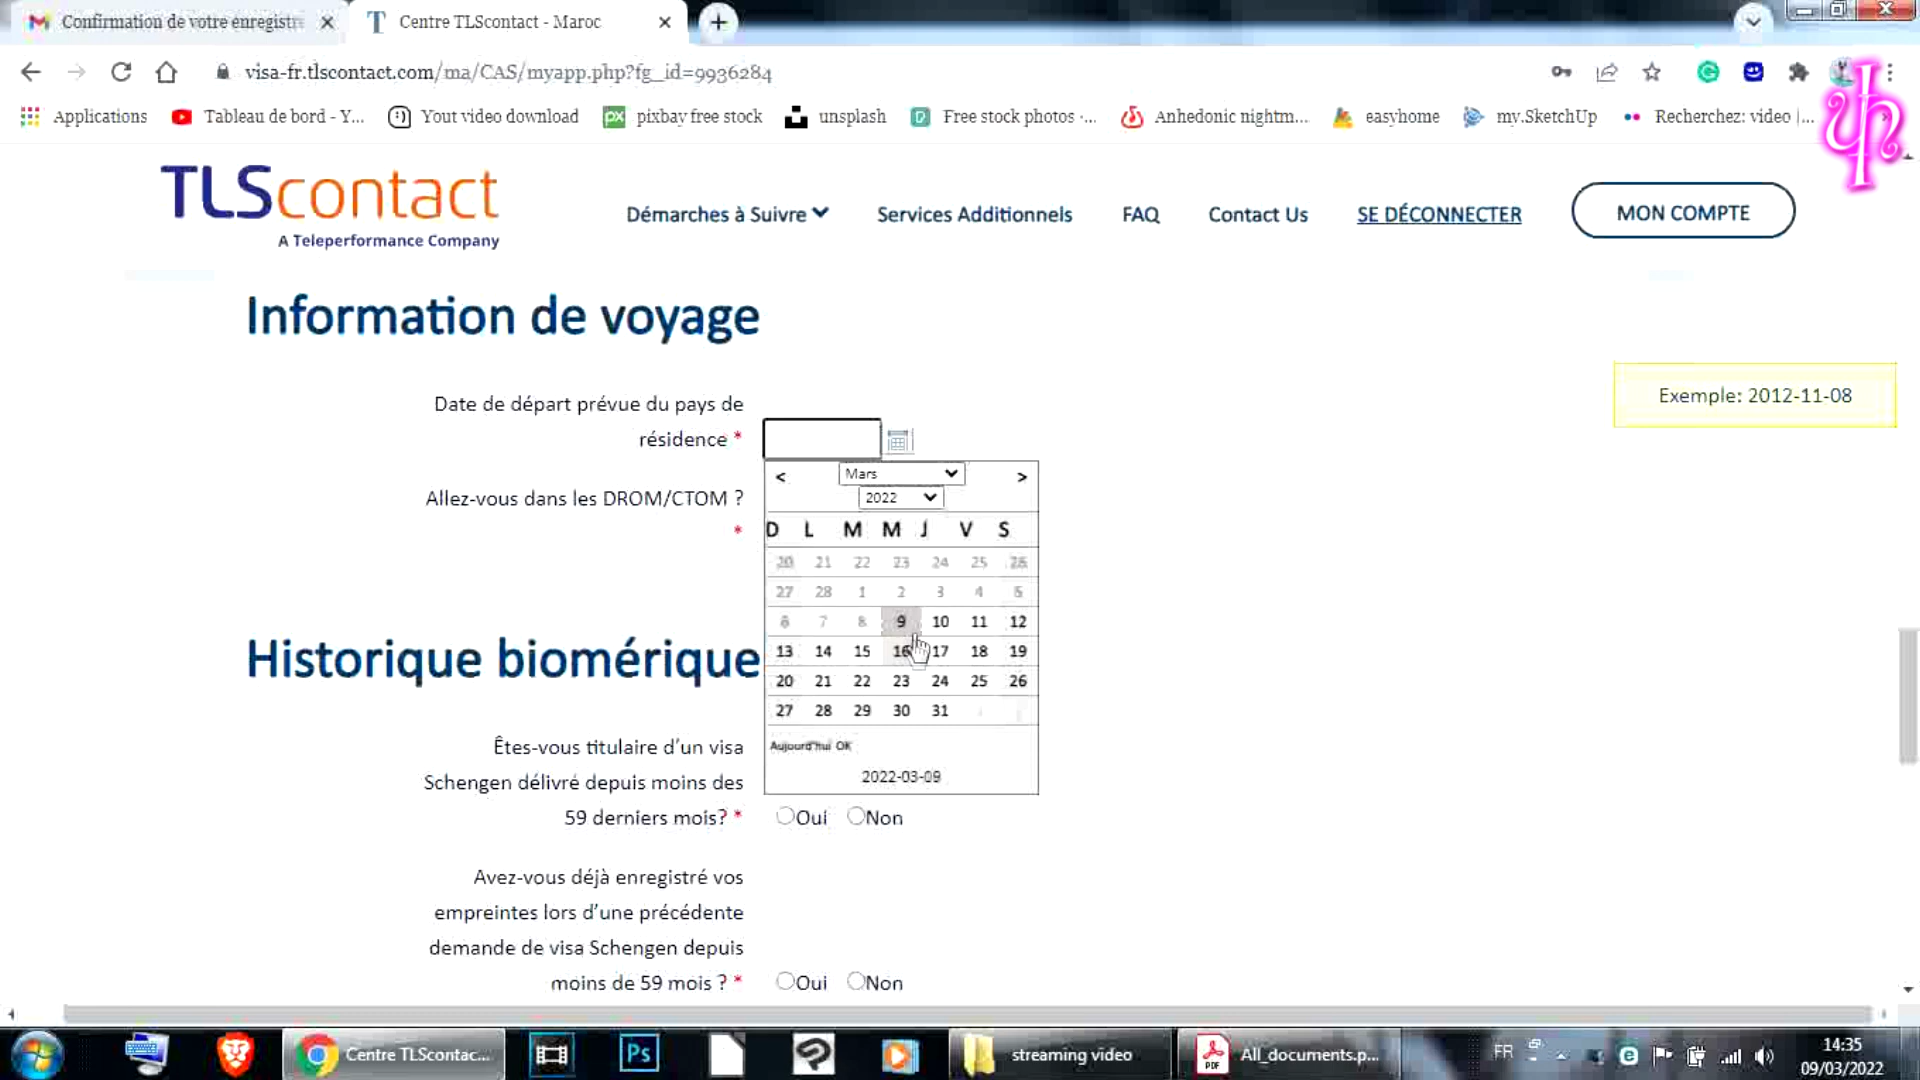 Confirmation de votre enregistre
Centre TLScontact - Maroc
visa-fr.tlscontact.com/ma/CAS/myapp.php?fg_id=9936284
Applications
Tableau de bord - Y...
Yout video download
px
pixbay free stock
unsplash
Free stock photos ·...
Anhedonic nightm...
easyhome
my.SketchUp
Recherchez: video |...
TLScontact
A Teleperformance Company
Démarches à Suivre
Services Additionnels
FAQ
Contact Us
SE DÉCONNECTER
MON COMPTE
Information de voyage
Exemple: 2012-11-08
Date de départ prévue du pays de
résidence *
Allez-vous dans les DROM/CTOM ?
*
< Mars >
2022
D L M M J V S
20 21 22 23 24 25 26
27 28 1 2 3 4 5
6 7 8 9 10 11 12
13 14 15 16 17 18 19
20 21 22 23 24 25 26
27 28 29 30 31
Aujourd'hui OK
2022-03-09
Historique biomérique
Êtes-vous titulaire d'un visa
Schengen délivré depuis moins des
59 derniers mois? * Oui Non
Avez-vous déjà enregistré vos
empreintes lors d'une précédente
demande de visa Schengen depuis
moins de 59 mois ? * Oui Non
Centre TLScontac...
Ps
streaming video
PDF
All_documents.p...
FR
14:35
09/03/2022